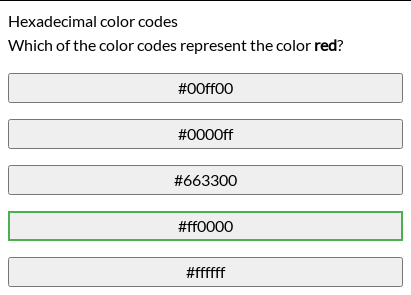 Hexadecimal color codes
Which of the color codes represent the color red?
#00ff00
#0000ff
#663300
#ff0000
#ffffff